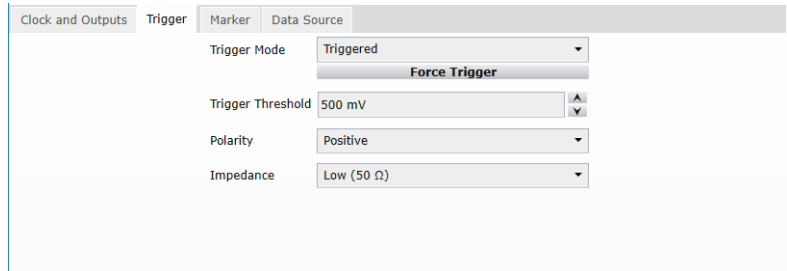 Clock and Outputs Trigger Marker Data Source
Trigger Mode Triggered
Force Trigger
Trigger Threshold 500 mV
Polarity Positive
Impedance Low (50 Ω)